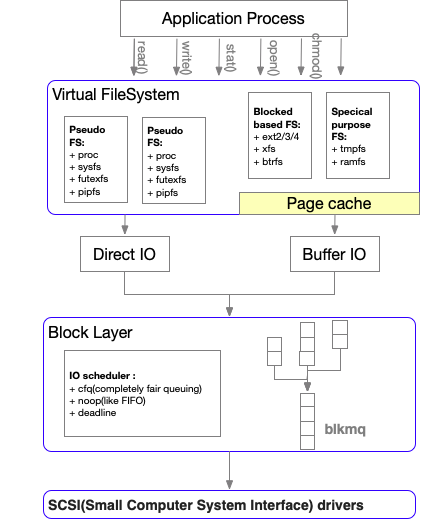 Application Process
read()
write()
stat()
open()
chmod()
Virtual FileSystem
Pseudo
FS:
+ proc
+ sysfs
+ futexfs
+ pipfs
Pseudo
FS:
+ proc
+ sysfs
+ futexfs
+ pipfs
Blocked
based FS:
+ ext2/3/4
+ xfs
+ btrfs
Specical
purpose
FS:
+ tmpfs
+ ramfs
Page cache
Direct IO
Buffer IO
Block Layer
IO scheduler :
+ cfq(completely fair queuing)
+ noop(like FIFO)
+ deadline
blkmq
SCSI(Small Computer System Interface) drivers